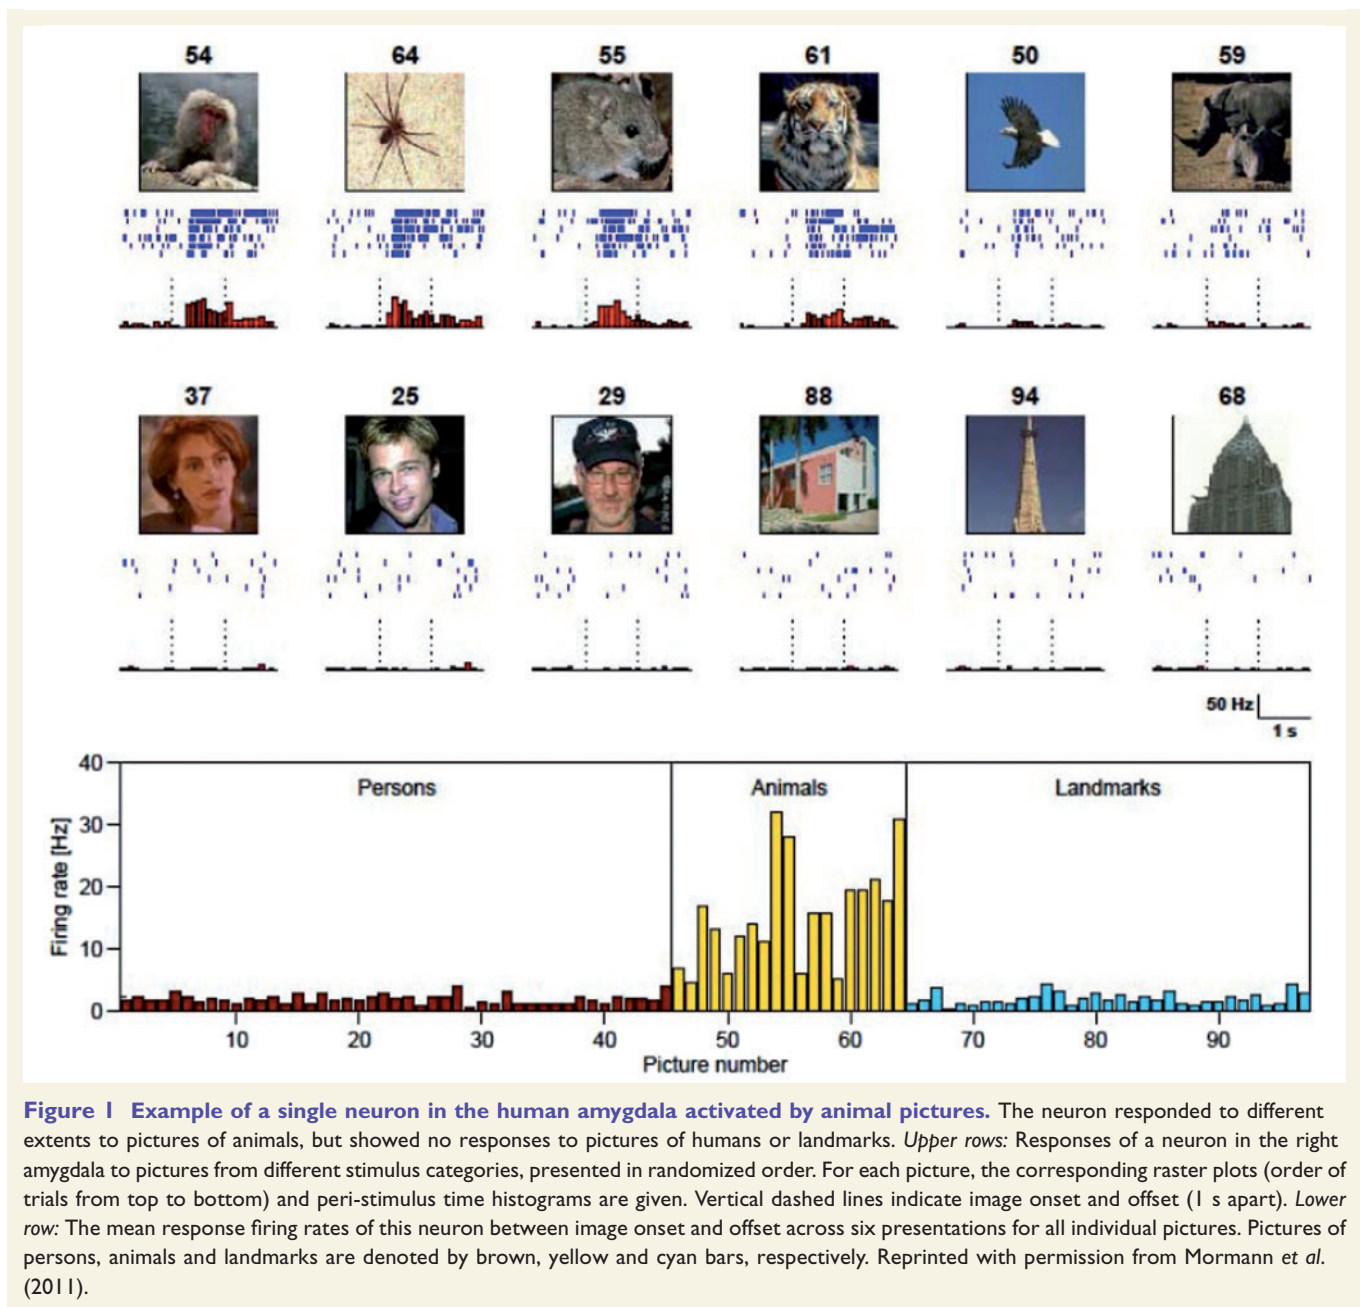 54 64 55 61 50 59
37 25 29 88 94 68
50 Hz
1 s
40
30
20
10
0
Firing rate [Hz]
Persons Animals Landmarks
10 20 30 40 50 60 70 80 90
Picture number
Figure 1 Example of a single neuron in the human amygdala activated by animal pictures. The neuron responded to different
extents to pictures of animals, but showed no responses to pictures of humans or landmarks. Upper rows: Responses of a neuron in the right
amygdala to pictures from different stimulus categories, presented in randomized order. For each picture, the corresponding raster plots (order of
trials from top to bottom) and peri-stimulus time histograms are given. Vertical dashed lines indicate image onset and offset (1 s apart). Lower
row: The mean response firing rates of this neuron between image onset and offset across six presentations for all individual pictures. Pictures of
persons, animals and landmarks are denoted by brown, yellow and cyan bars, respectively. Reprinted with permission from Mormann et al.
(2011).